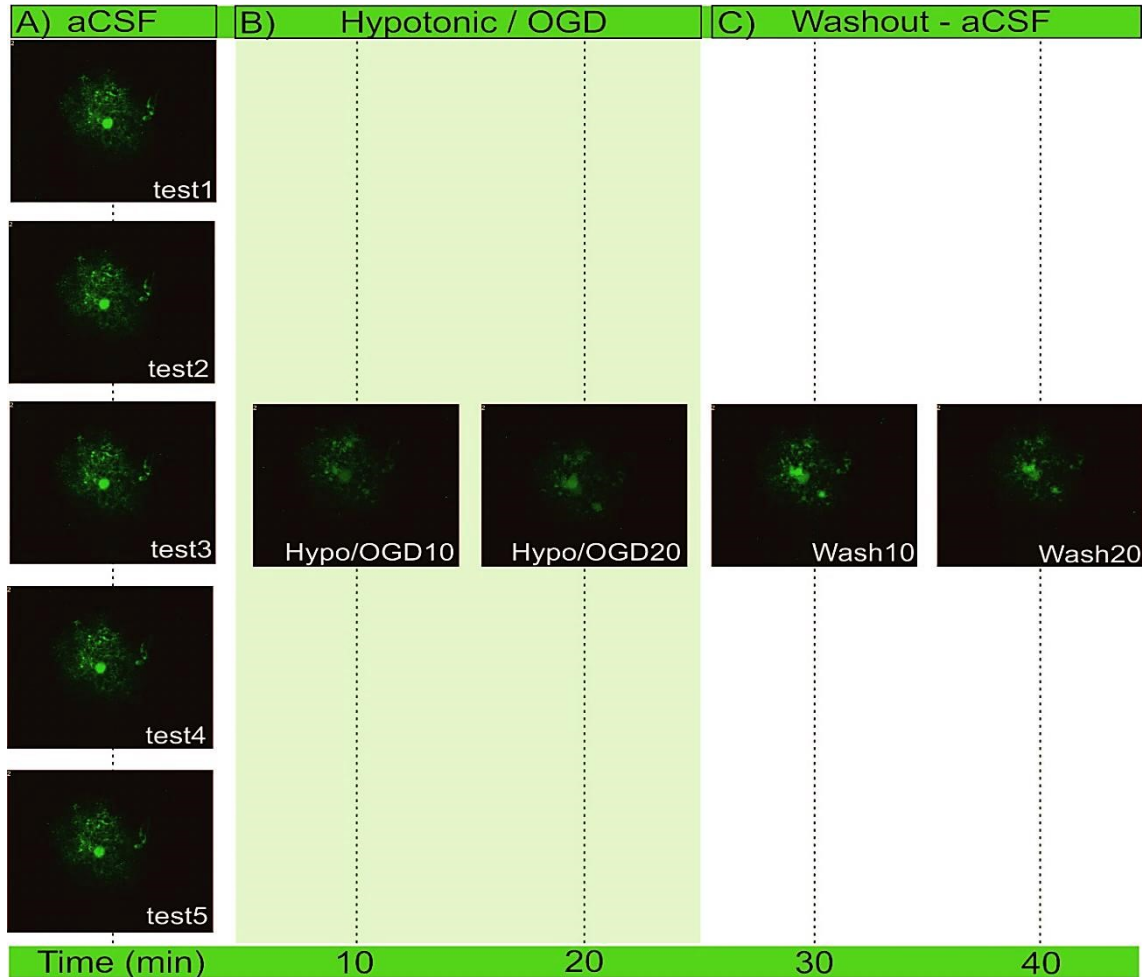 A) aCSF
B) Hypotonic / OGD
C) Washout - aCSF
test1
test2
test3
Hypo/OGD10
Hypo/OGD20
Wash10
Wash20
test4
test5
Time (min) 10 20 30 40